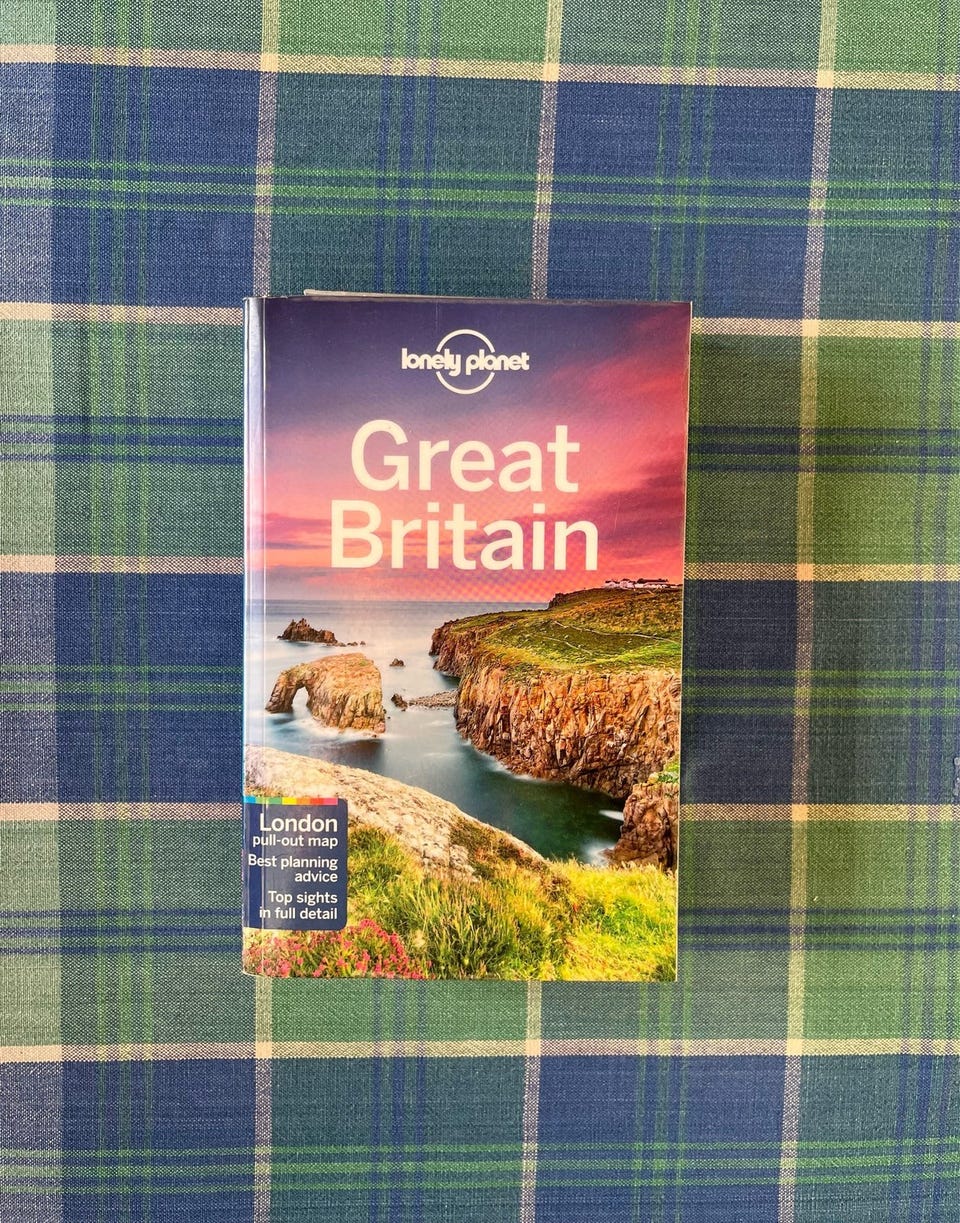 lonely planet
Great
Britain
London
pull-out map
Best planning
advice
Top sights
in full detail